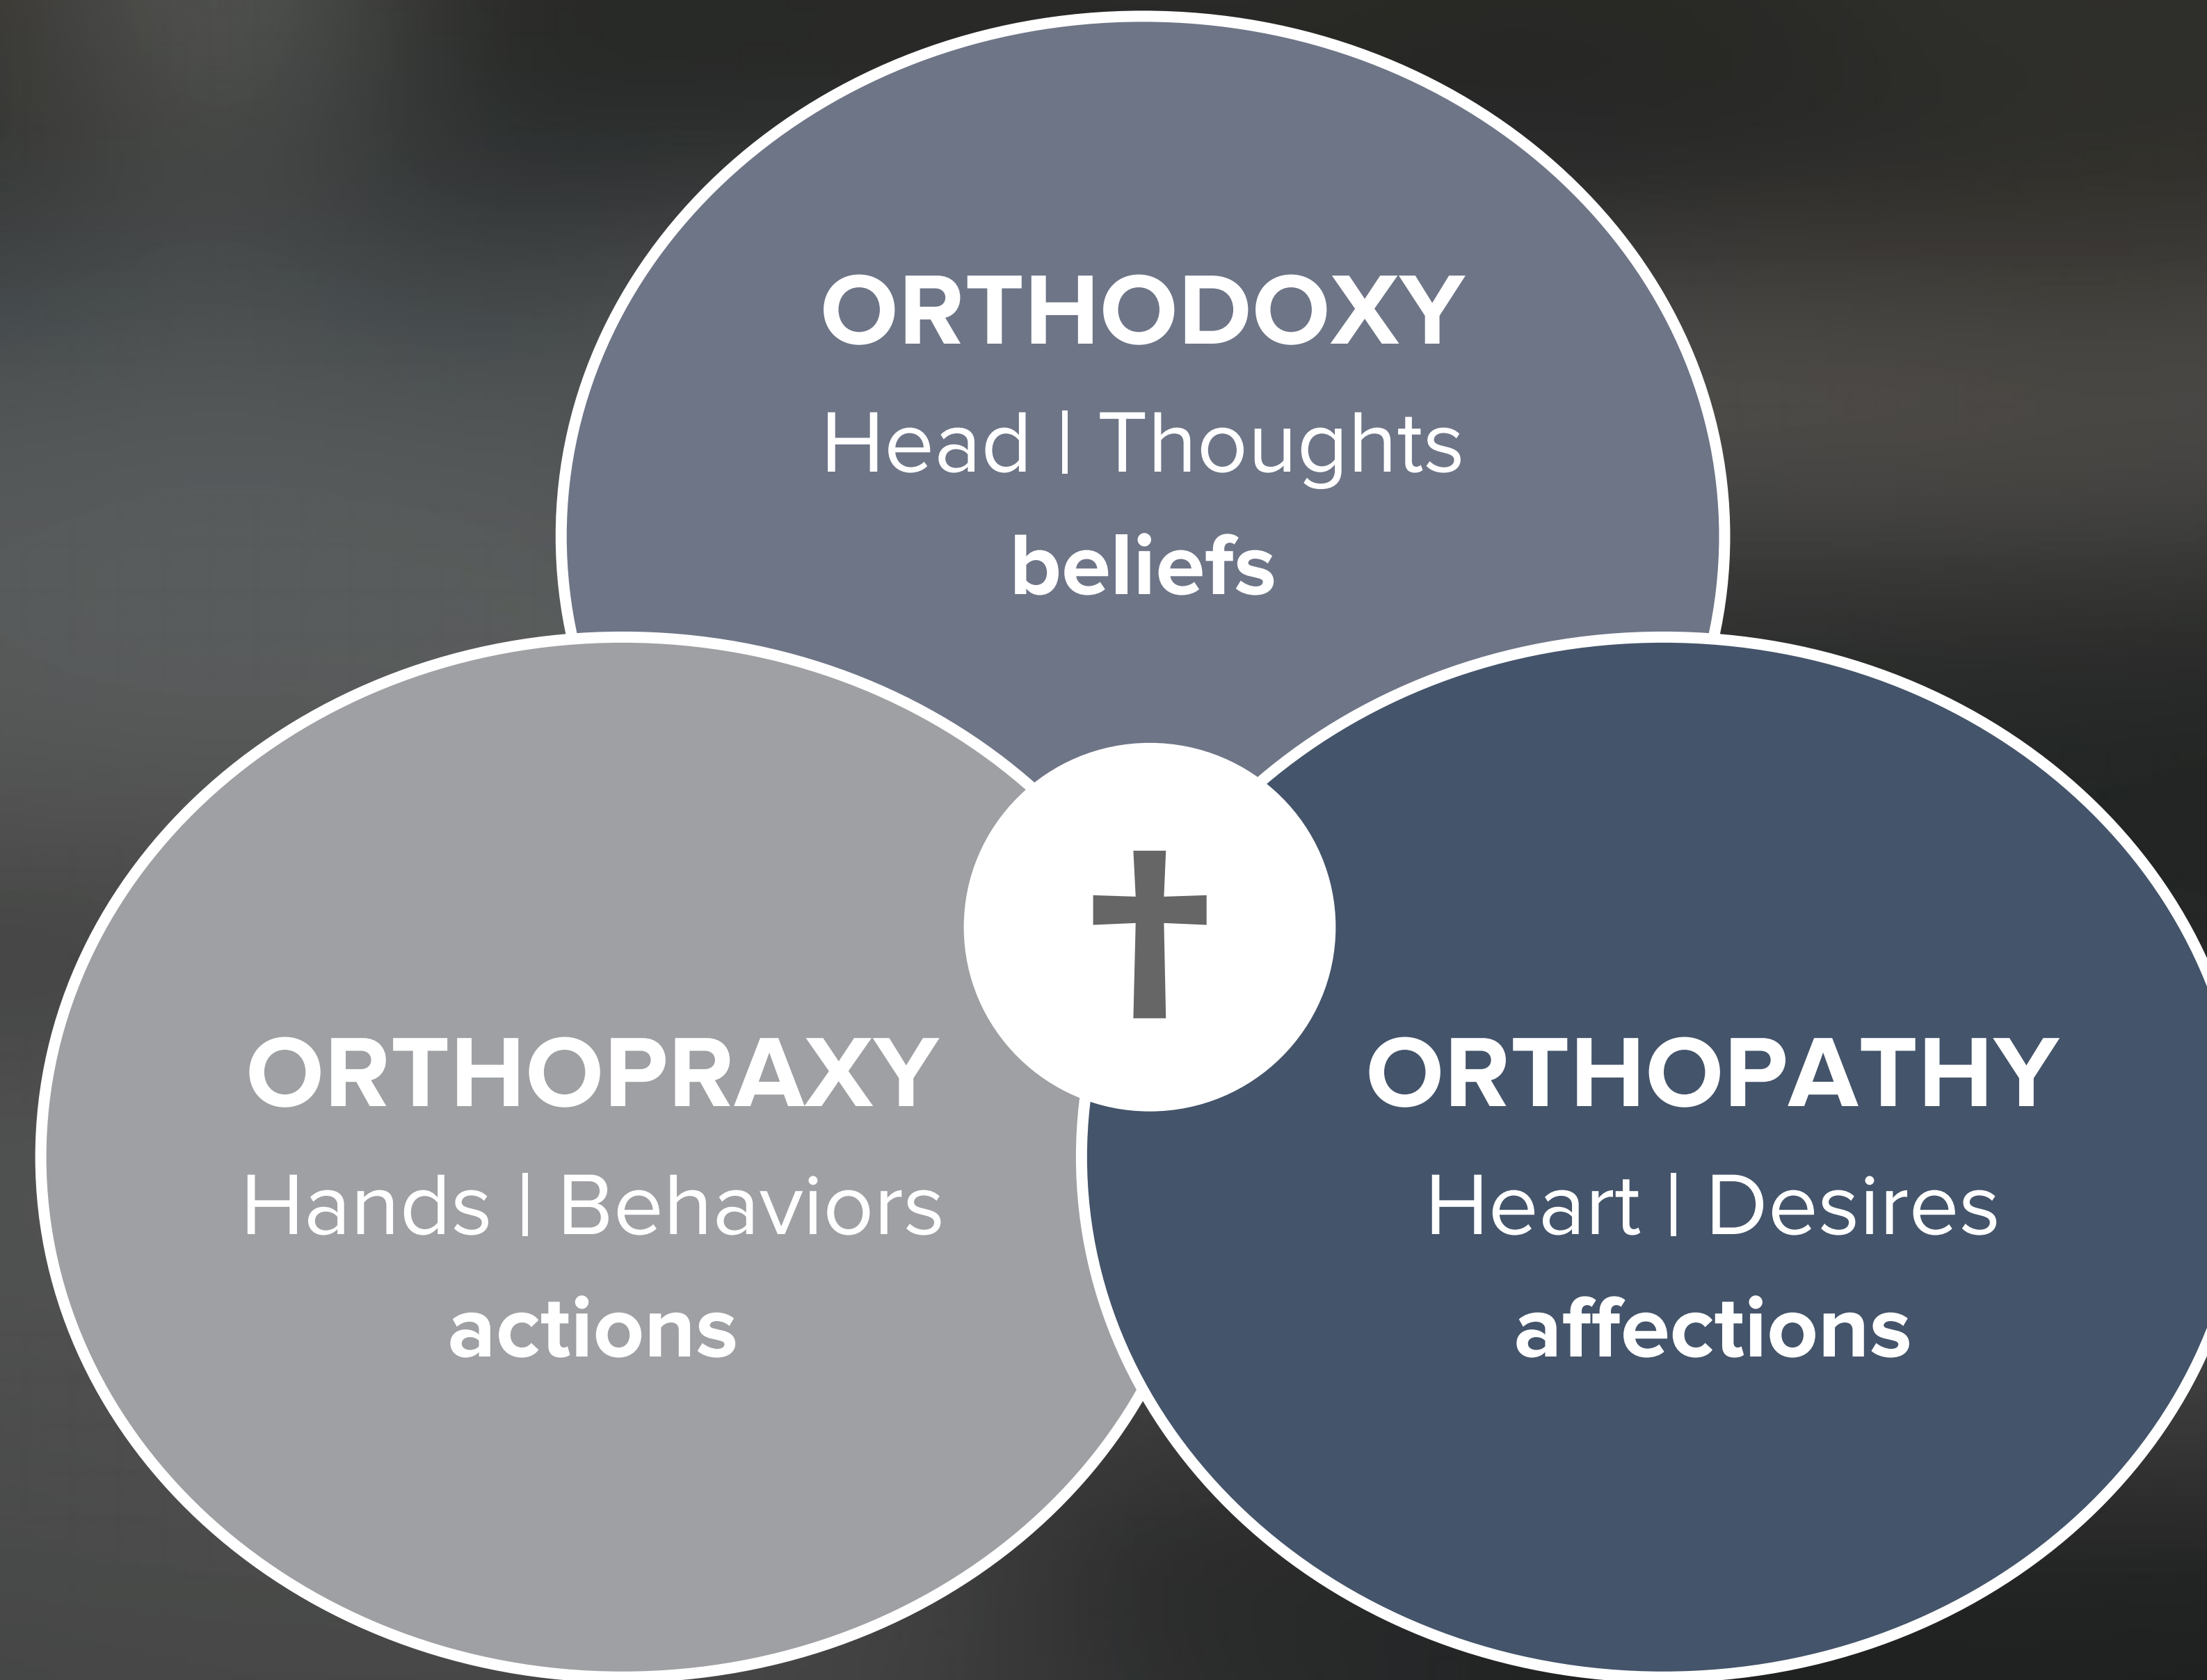 ORTHODOXY
Head | Thoughts
beliefs
ORTHOPRAXY
Hands | Behaviors
actions
ORTHOPATHY
Heart | Desires
affections